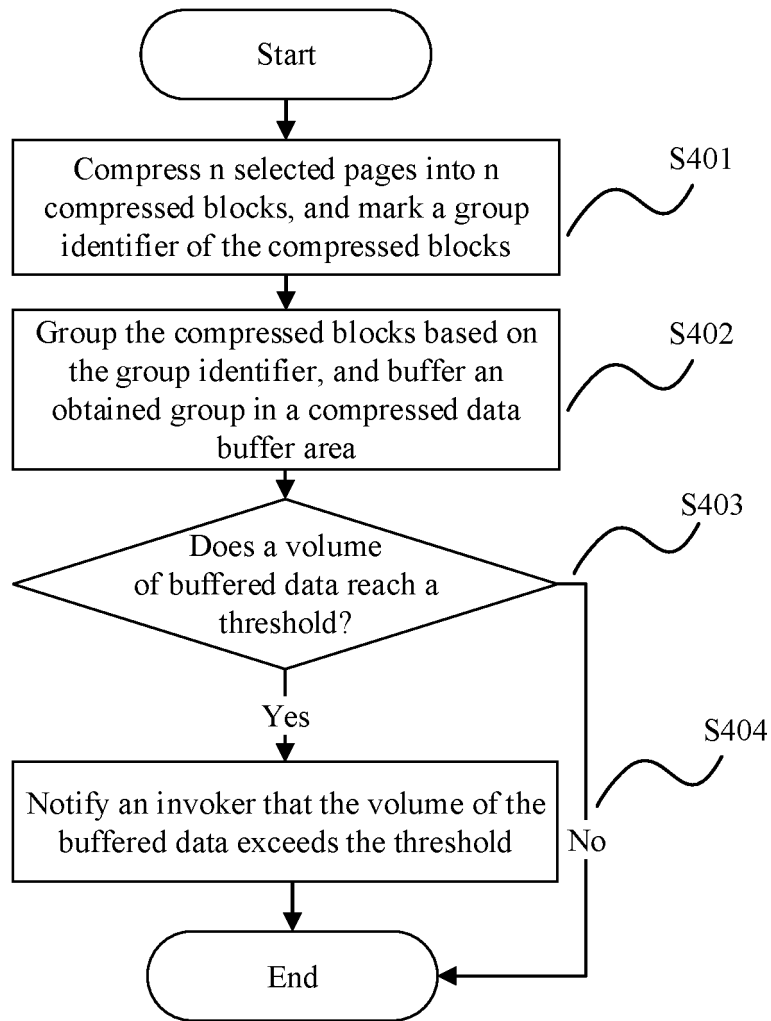 Start
Compress n selected pages into n
compressed blocks, and mark a group
identifier of the compressed blocks
S401
Group the compressed blocks based on
the group identifier, and buffer an
obtained group in a compressed data
buffer area
S402
Does a volume
of buffered data reach a
threshold?
S403
Yes
Notify an invoker that the volume of the
buffered data exceeds the threshold
S404
No
End